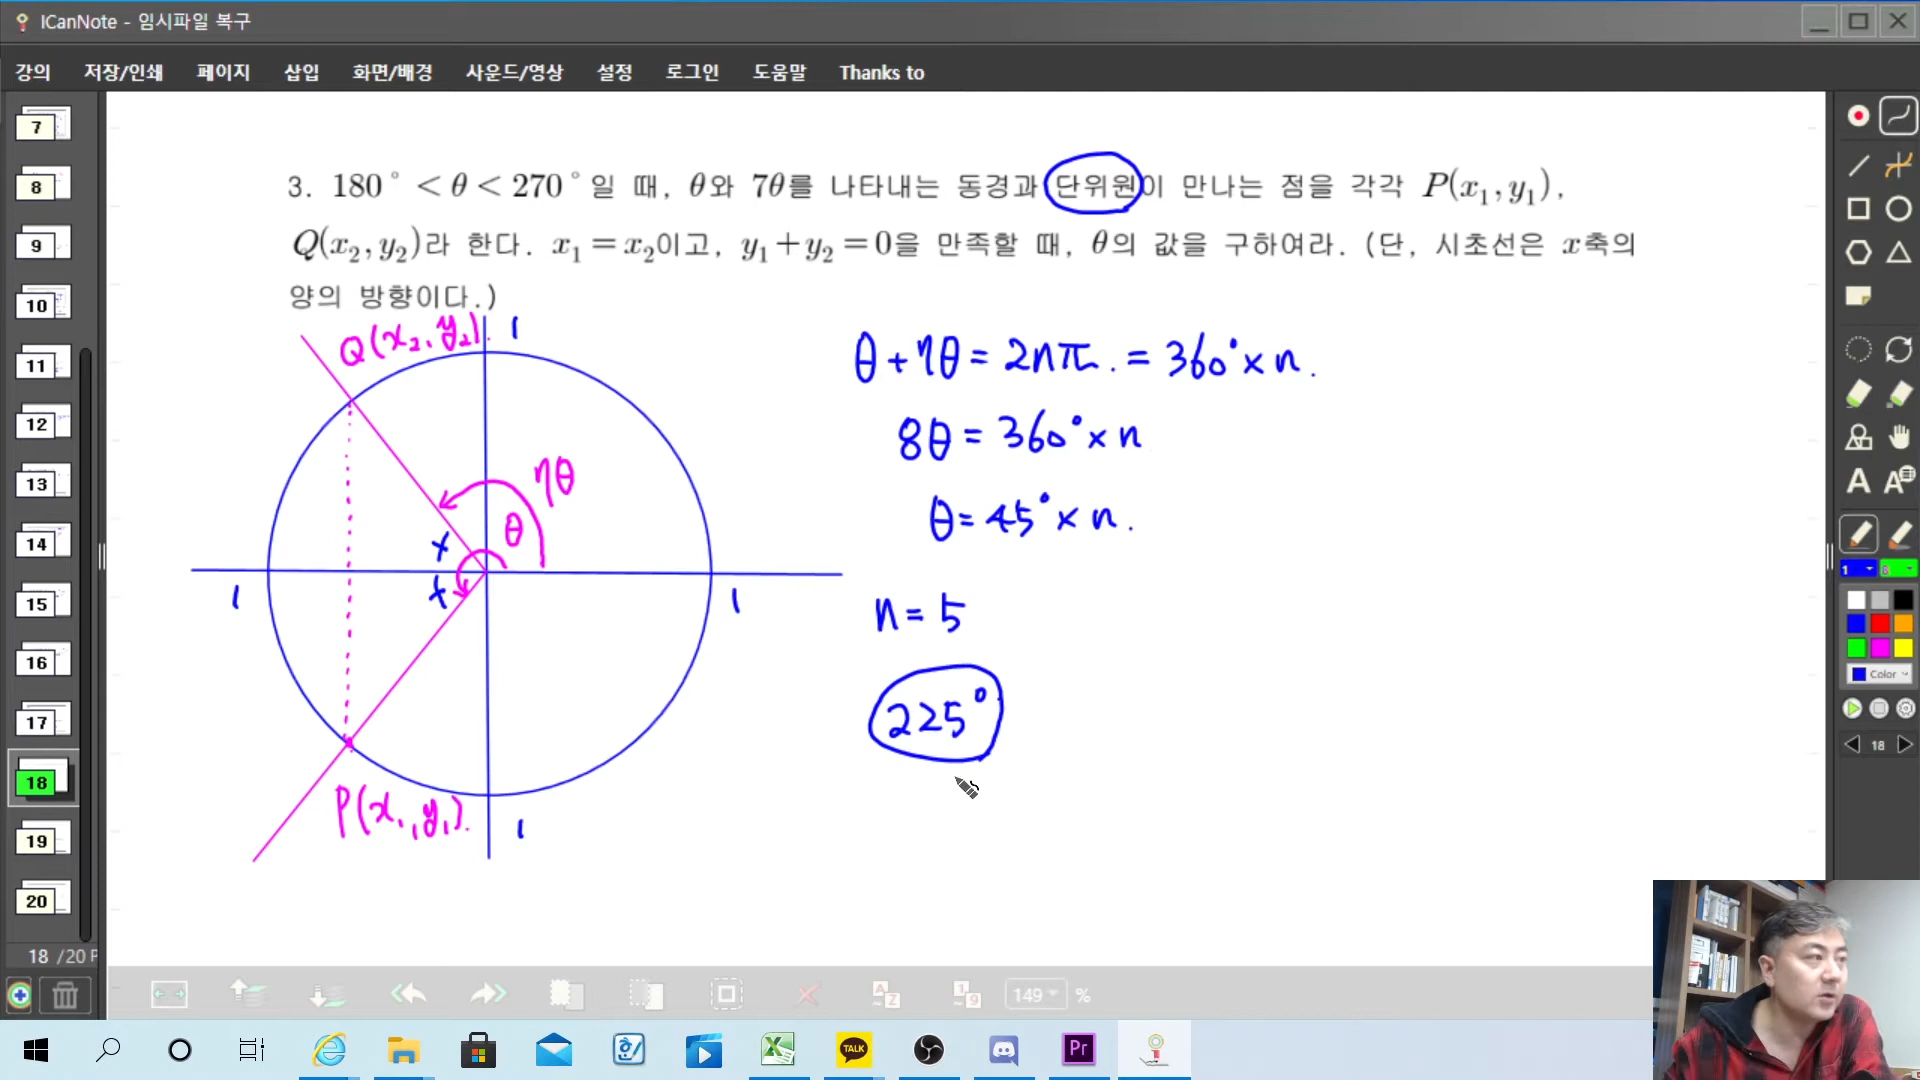 ICanNote - 임시파일 복구
강의 저장/인쇄 페이지 삽입 화면/배경 사운드/영상 설정 로그인 도움말 Thanks to
7
8
9
10
11
12
13
14
15
16
17
18
19
20
18 /20 P
3. 180° < θ < 270°일 때, θ와 7θ를 나타내는 동경과 단위원이 만나는 점을 각각 P(x₁, y₁),
Q(x₂, y₂)라 한다. x₁ = x₂이고, y₁ + y₂ = 0을 만족할 때, θ의 값을 구하여라. (단, 시초선은 x축의
양의 방향이다.)
Q(x₂, y₂). 1
7θ
θ
x
x
1 1
P(x₁, y₁).
1
θ + 7θ = 2nπ. = 360° × n.
8θ = 360° × n
θ = 45° × n.
n = 5
225°
1
Color
18
149 %
TALK
Pr